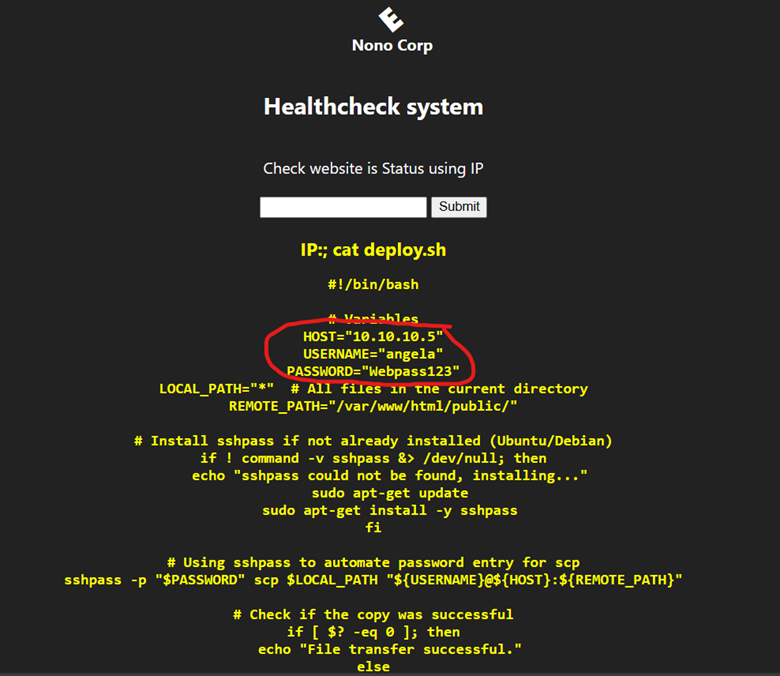 Nono Corp
Healthcheck system
Check website is Status using IP
Submit
IP:; cat deploy.sh
#!/bin/bash
# Variables
HOST="10.10.10.5"
USERNAME="angela"
PASSWORD="Webpass123"
LOCAL_PATH="*"  # All files in the current directory
REMOTE_PATH="/var/www/html/public/"
# Install sshpass if not already installed (Ubuntu/Debian)
if ! command -v sshpass &> /dev/null; then
echo "sshpass could not be found, installing..."
sudo apt-get update
sudo apt-get install -y sshpass
fi
# Using sshpass to automate password entry for scp
sshpass -p "$PASSWORD" scp $LOCAL_PATH "${USERNAME}@${HOST}:${REMOTE_PATH}"
# Check if the copy was successful
if [ $? -eq 0 ]; then
echo "File transfer successful."
else